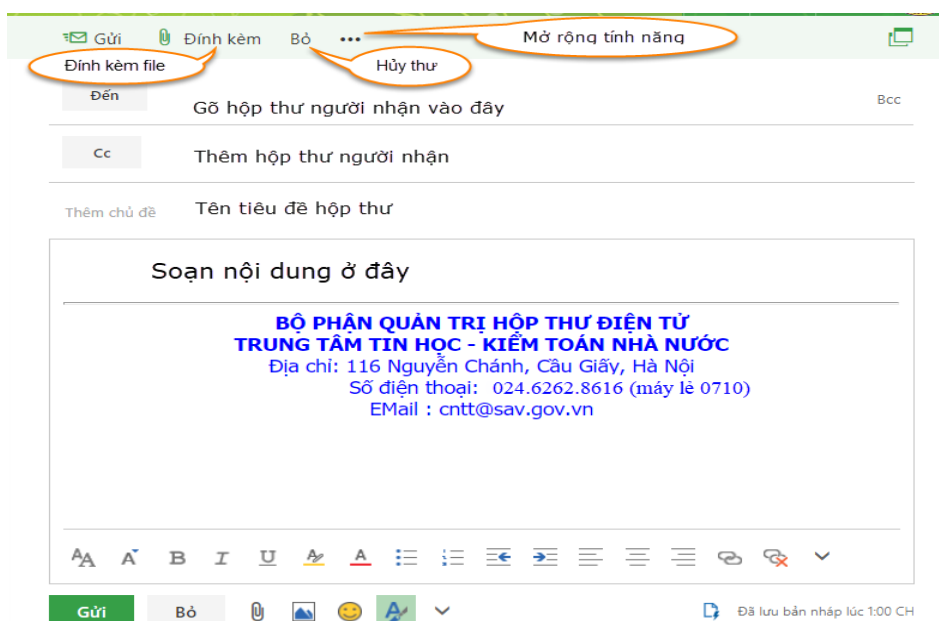 Gửi Đính kèm Bỏ ••• Mở rộng tính năng
Đính kèm file Hủy thư
Đến Gõ hộp thư người nhận vào đây Bcc
Cc Thêm hộp thư người nhận
Thêm chủ đề Tên tiêu đề hộp thư
Soạn nội dung ở đây
BỘ PHẬN QUẢN TRỊ HỘP THƯ ĐIỆN TỬ
TRUNG TÂM TIN HỌC - KIỂM TOÁN NHÀ NƯỚC
Địa chỉ: 116 Nguyễn Chánh, Cầu Giấy, Hà Nội
Số điện thoại: 024.6262.8616 (máy lẻ 0710)
EMail : cntt@sav.gov.vn
Gửi Bỏ Đã lưu bản nháp lúc 1:00 CH